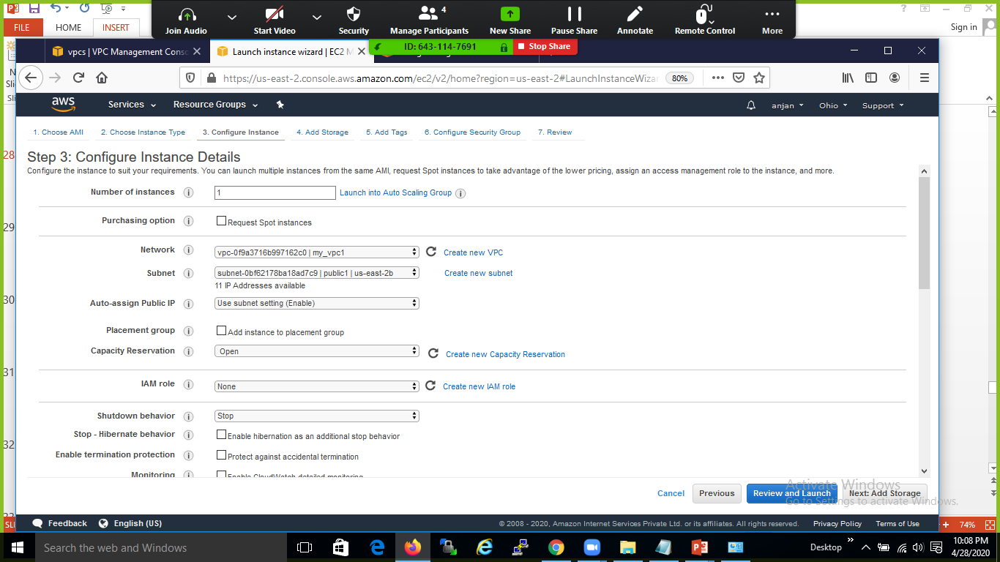 FILE
HOME
INSERT
Sign in
Join Audio
Start Video
Security
Manage Participants
4
New Share
Pause Share
Annotate
Remote Control
More
ID: 643-114-7691
Stop Share
vpcs | VPC Management Conso
Launch instance wizard | EC2 M
https://us-east-2.console.aws.amazon.com/ec2/v2/home?region=us-east-2#LaunchInstanceWizar
80%
aws
Services
Resource Groups
anjan
Ohio
Support
1. Choose AMI
2. Choose Instance Type
3. Configure Instance
4. Add Storage
5. Add Tags
6. Configure Security Group
7. Review
Step 3: Configure Instance Details
Configure the instance to suit your requirements. You can launch multiple instances from the same AMI, request Spot instances to take advantage of the lower pricing, assign an access management role to the instance, and more.
Number of instances
1
Launch into Auto Scaling Group
Purchasing option
Request Spot instances
Network
vpc-0f9a3716b997162c0 | my_vpc1
Create new VPC
Subnet
subnet-0bf62178ba18ad7c9 | public1 | us-east-2b
Create new subnet
11 IP Addresses available
Auto-assign Public IP
Use subnet setting (Enable)
Placement group
Add instance to placement group
Capacity Reservation
Open
Create new Capacity Reservation
IAM role
None
Create new IAM role
Shutdown behavior
Stop
Stop - Hibernate behavior
Enable hibernation as an additional stop behavior
Enable termination protection
Protect against accidental termination
Monitoring
Enable CloudWatch detailed monitoring
Cancel
Previous
Review and Launch
Next: Add Storage
Activate Windows
Go to Settings to activate Windows.
Feedback
English (US)
© 2008 - 2020, Amazon Internet Services Private Ltd. or its affiliates. All rights reserved.
Privacy Policy
Terms of Use
28
29
30
31
32
74%
Search the web and Windows
Desktop
10:08 PM
4/28/2020